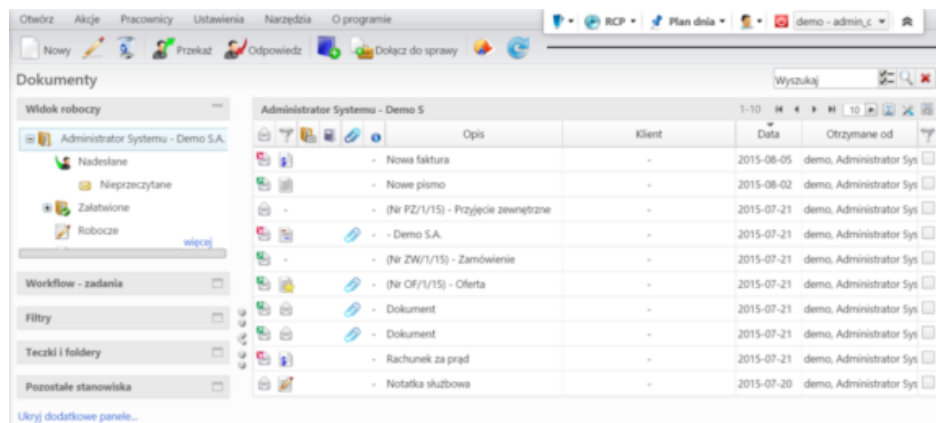 Otwórz Akcje Pracownicy Ustawienia Narzędzia O programie RCP Plan dnia demo - admin_c
Nowy Przekaż Odpowiedz Dołącz do sprawy
Dokumenty Wyszukaj
Widok roboczy
Administrator Systemu - Demo S.A.
Nadesłane
Nieprzeczytane
Załatwione
Robocze
więcej
Workflow - zadania
Filtry
Teczki i foldery
Pozostałe stanowiska
Ukryj dodatkowe panele...
Administrator Systemu - Demo S 1-10 10
Opis Klient Data Otrzymane od
- Nowa faktura - 2015-08-05 demo, Administrator Sys
- Nowe pismo - 2015-08-02 demo, Administrator Sys
- - (Nr PZ/1/15) - Przyjęcie zewnętrzne - 2015-07-21 demo, Administrator Sys
- - Demo S.A. - 2015-07-21 demo, Administrator Sys
- - (Nr ZW/1/15) - Zamówienie - 2015-07-21 demo, Administrator Sys
- (Nr OF/1/15) - Oferta - 2015-07-21 demo, Administrator Sys
- Dokument - 2015-07-21 demo, Administrator Sys
- Dokument - 2015-07-21 demo, Administrator Sys
- Rachunek za prąd - 2015-07-21 demo, Administrator Sys
- Notatka służbowa - 2015-07-20 demo, Administrator Sys